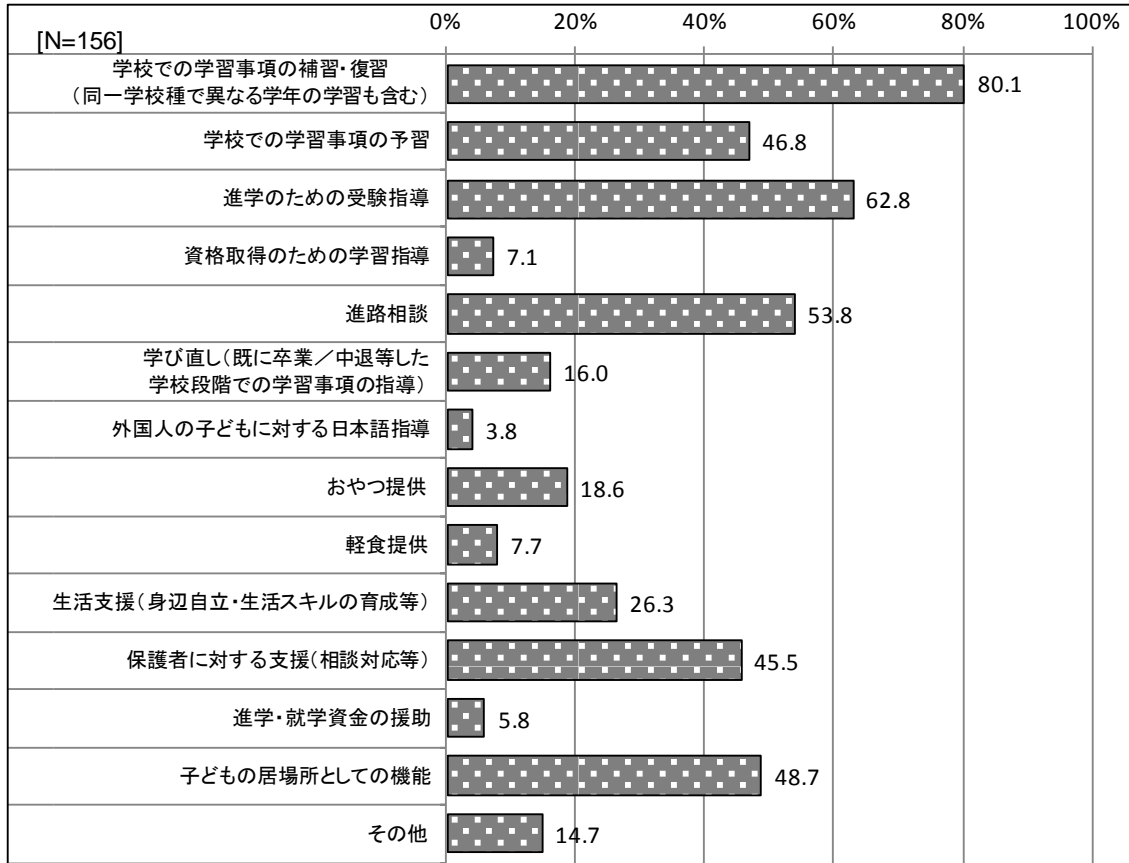 0% 20% 40% 60% 80% 100%
[N=156]
学校での学習事項の補習・復習
（同一学校種で異なる学年の学習も含む）
80.1
学校での学習事項の予習
46.8
進学のための受験指導
62.8
資格取得のための学習指導
7.1
進路相談
53.8
学び直し（既に卒業／中退等した
学校段階での学習事項の指導）
16.0
外国人の子どもに対する日本語指導
3.8
おやつ提供
18.6
軽食提供
7.7
生活支援（身辺自立・生活スキルの育成等）
26.3
保護者に対する支援（相談対応等）
45.5
進学・就学資金の援助
5.8
子どもの居場所としての機能
48.7
その他
14.7